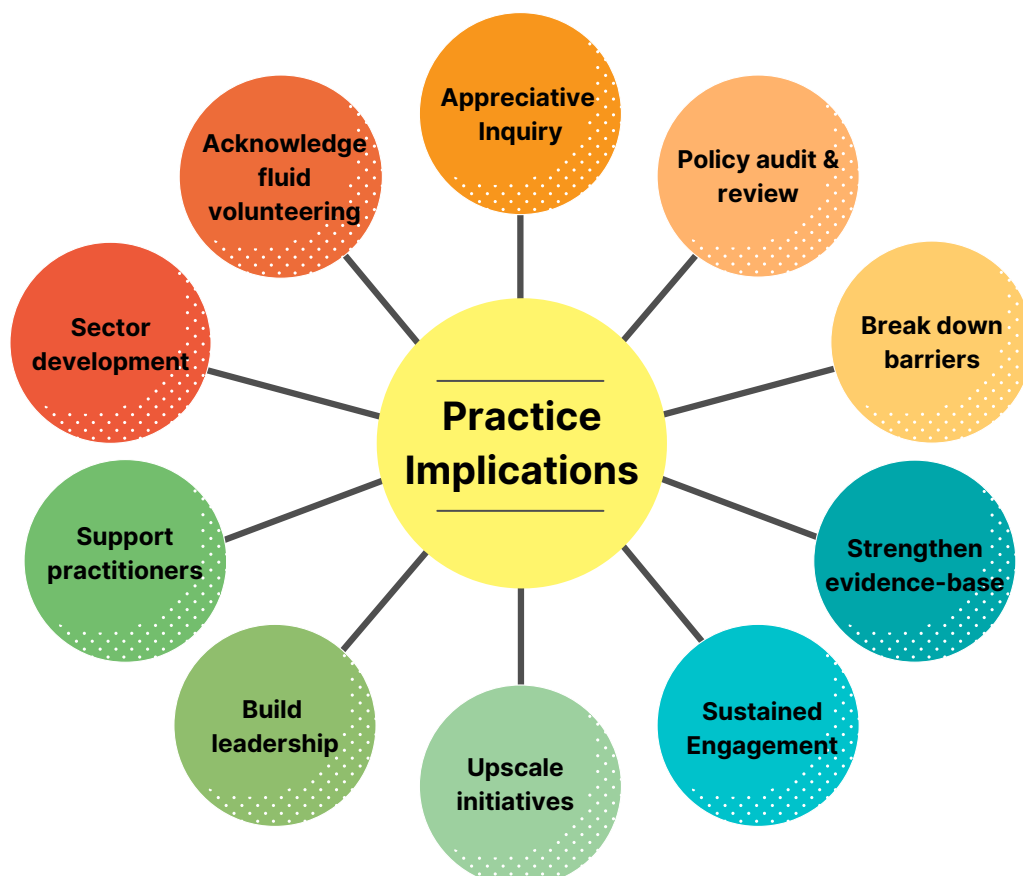 Appreciative
Inquiry
Policy audit &
review
Break down
barriers
Strengthen
evidence-base
Sustained
Engagement
Upscale
initiatives
Build
leadership
Support
practitioners
Sector
development
Acknowledge
fluid
volunteering
Practice
Implications